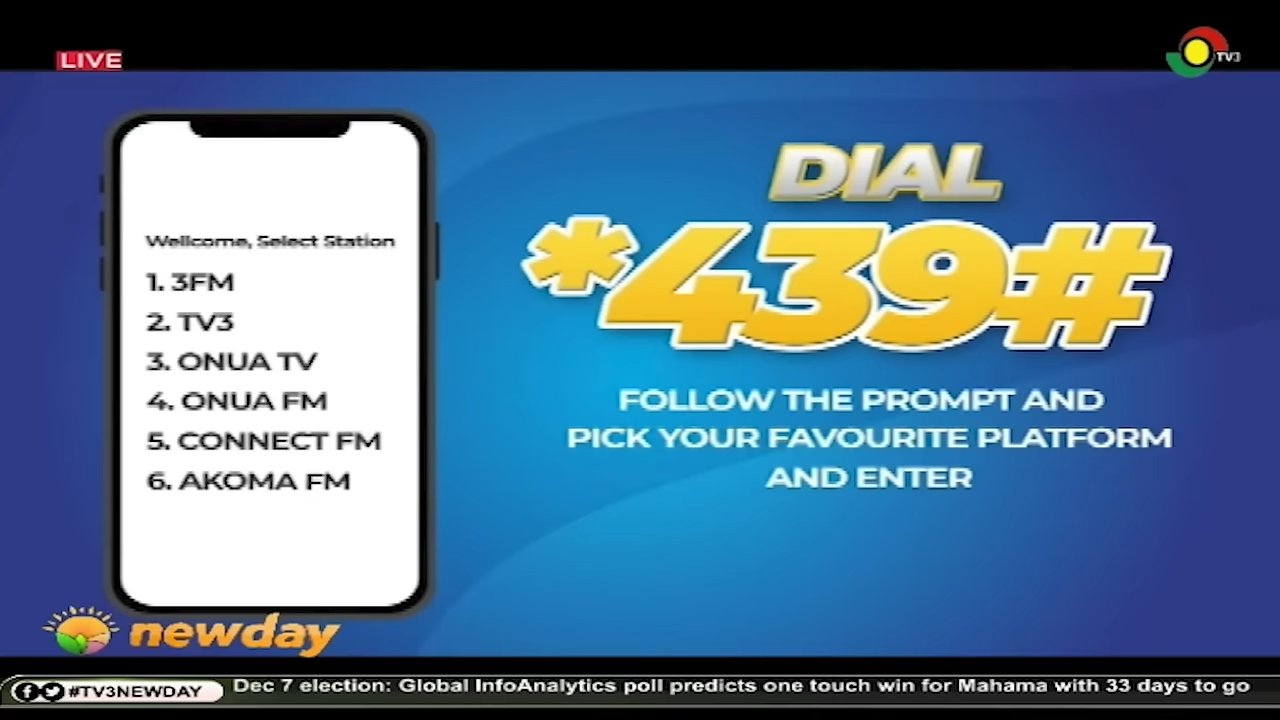 LIVE
TV3
Wellcome, Select Station
1. 3FM
2. TV3
3. ONUA TV
4. ONUA FM
5. CONNECT FM
6. AKOMA FM
DIAL
*439#
FOLLOW THE PROMPT AND
PICK YOUR FAVOURITE PLATFORM
AND ENTER
newday
#TV3NEWDAY
Dec 7 election: Global InfoAnalytics poll predicts one touch win for Mahama with 33 days to go